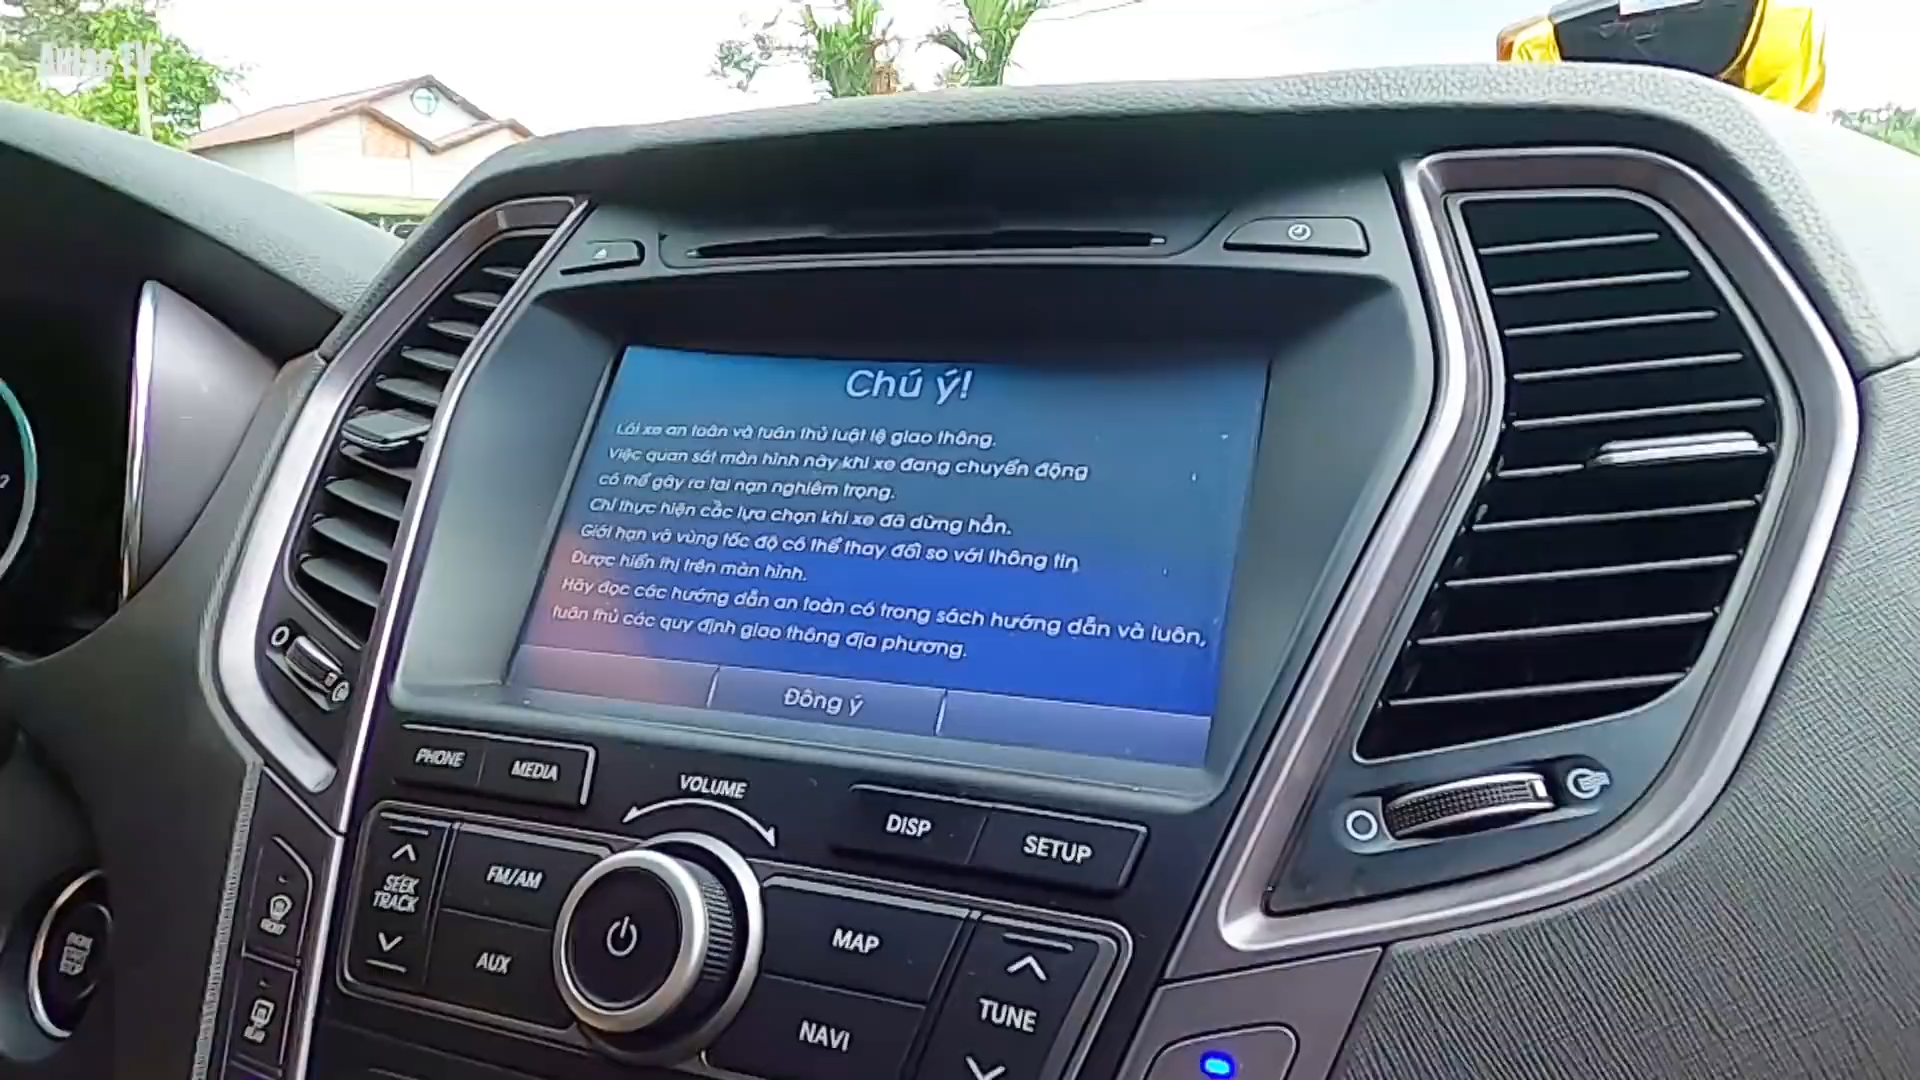 Aviac TV
Chú ý!
Lái xe an toàn và tuân thủ luật lệ giao thông.
Việc quan sát màn hình này khi xe đang chuyển động
có thể gây ra tai nạn nghiêm trọng.
Chỉ thực hiện các lựa chọn khi xe đã dừng hẳn.
Giới hạn và vùng tốc độ có thể thay đổi so với thông tin
Được hiển thị trên màn hình.
Hãy đọc các hướng dẫn an toàn có trong sách hướng dẫn và luôn,
tuân thủ các quy định giao thông địa phương.
Đồng ý
PHONE
MEDIA
VOLUME
DISP
SETUP
SEEK
TRACK
FM/AM
AUX
MAP
NAVI
TUNE